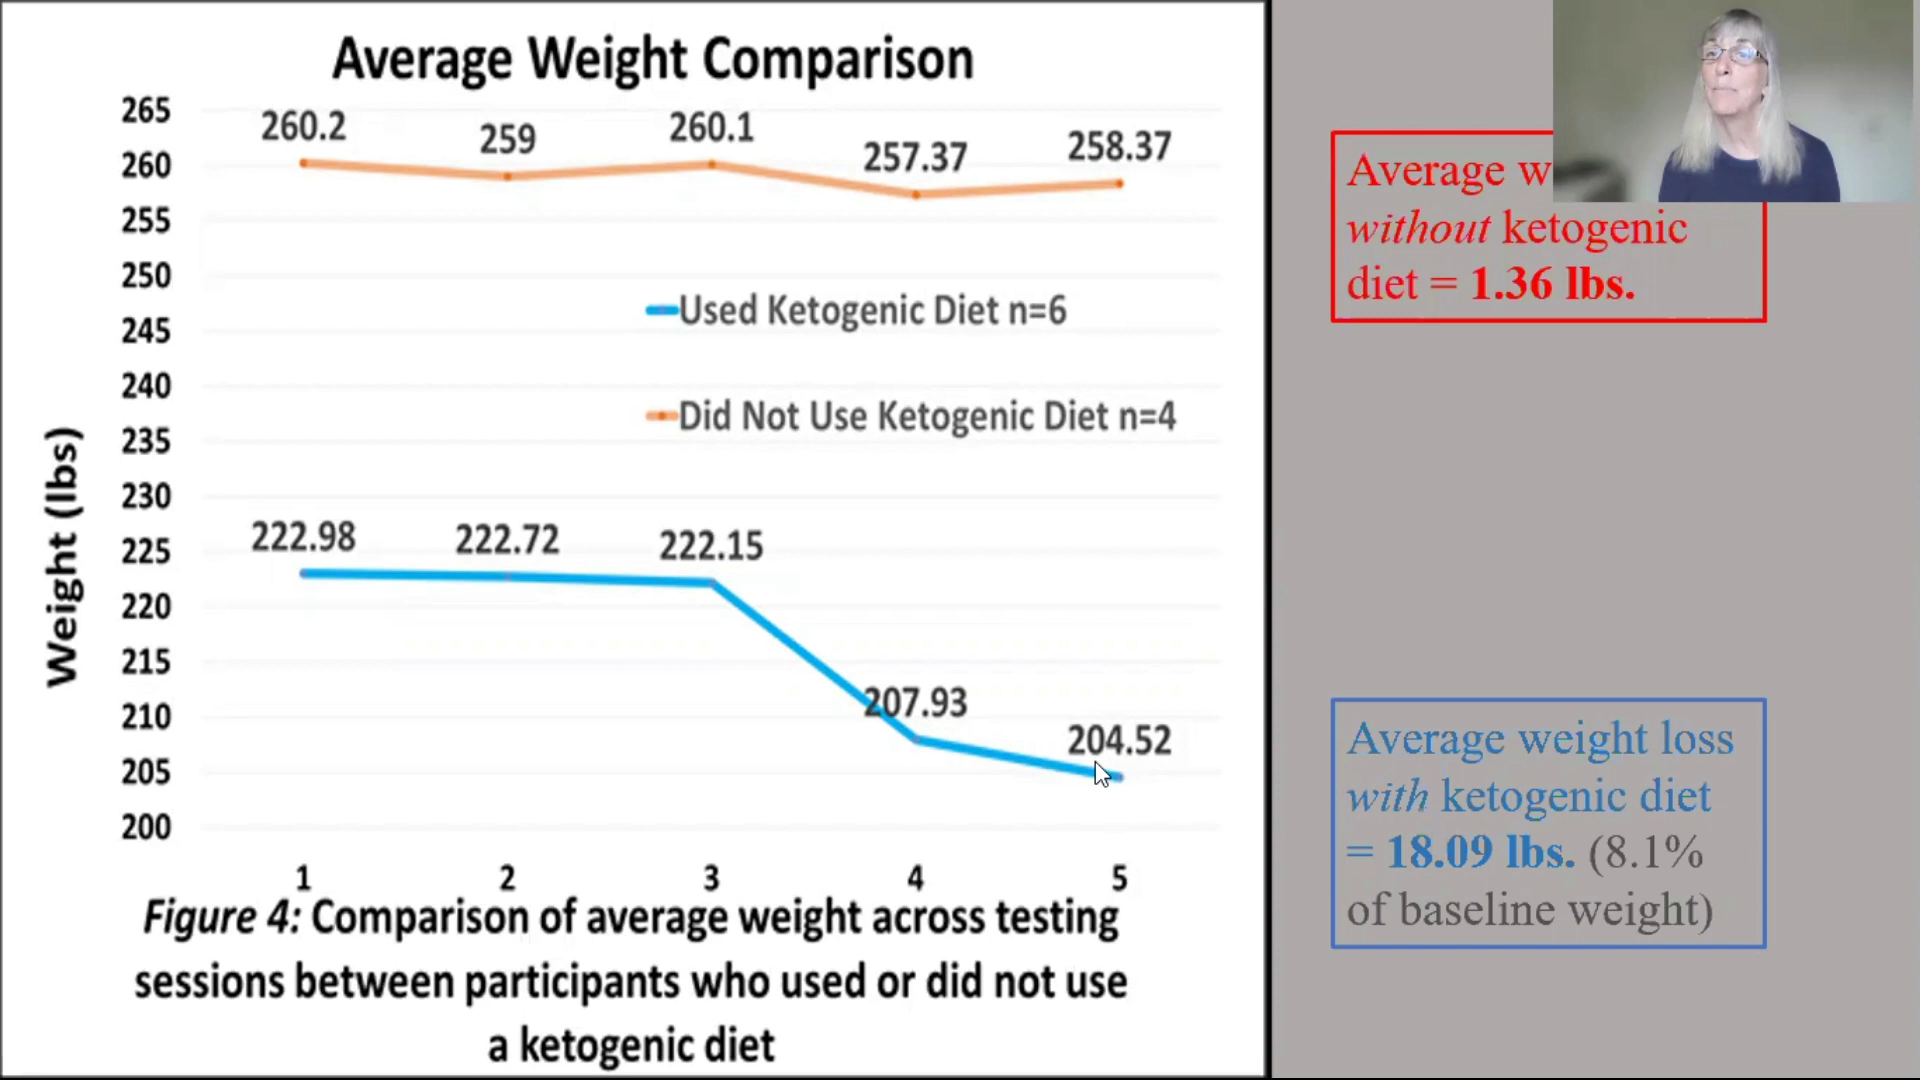 Average Weight Comparison
265
260
255
250
245
240
235
230
225
220
215
210
205
200
Weight (lbs)
260.2
259
260.1
257.37
258.37
Used Ketogenic Diet n=6
Did Not Use Ketogenic Diet n=4
222.98
222.72
222.15
207.93
204.52
1
2
3
4
5
Figure 4: Comparison of average weight across testing
sessions between participants who used or did not use
a ketogenic diet
Average
without ketogenic
diet = 1.36 lbs.
Average weight loss
with ketogenic diet
= 18.09 lbs. (8.1%
of baseline weight)